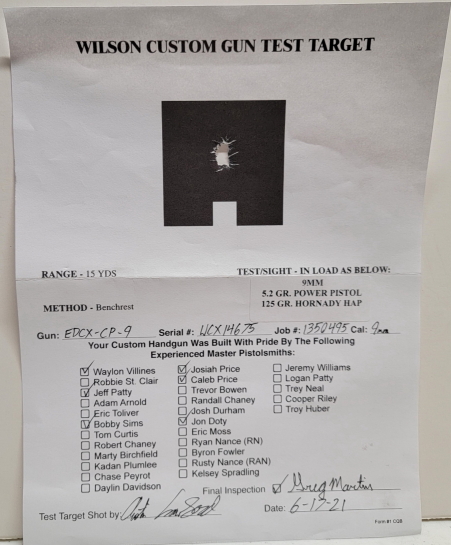 WILSON CUSTOM GUN TEST TARGET
RANGE - 15 YDS
TEST/SIGHT - IN LOAD AS BELOW:
9MM
5.2 GR. POWER PISTOL
125 GR. HORNADY HAP
METHOD - Benchrest
Gun: EDCX-CP-9 Serial #: WCX14675 Job #: 1350495 Cal: 9mm
Your Custom Handgun Was Built With Pride By The Following
Experienced Master Pistolsmiths:
Waylon Villines
Robbie St. Clair
Jeff Patty
Adam Arnold
Eric Toliver
Bobby Sims
Tom Curtis
Robert Chaney
Marty Birchfield
Kadan Plumlee
Chase Peyrot
Daylin Davidson
Josiah Price
Caleb Price
Trevor Bowen
Randall Chaney
Josh Durham
Jon Doty
Eric Moss
Ryan Nance (RN)
Byron Fowler
Rusty Nance (RAN)
Kelsey Spradling
Jeremy Williams
Logan Patty
Trey Neal
Cooper Riley
Troy Huber
Final Inspection Greg Martin
Test Target Shot by:
Date: 6-17-21
Form #1 CQB